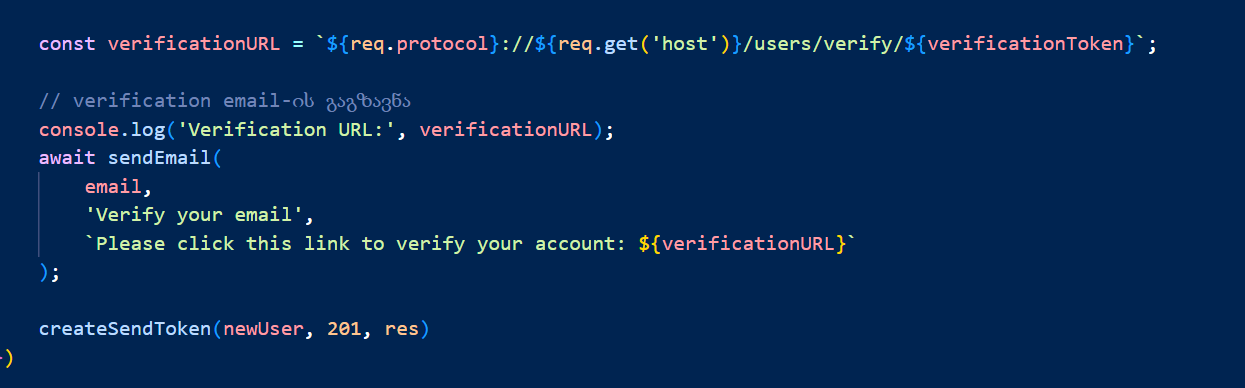 const verificationURL = `${req.protocol}://${req.get('host')}/users/verify/${verificationToken}`;
// verification email-ის გაგზავნა
console.log('Verification URL:', verificationURL);
await sendEmail(
email,
'Verify your email',
`Please click this link to verify your account: ${verificationURL}`
);
createSendToken(newUser, 201, res)
)